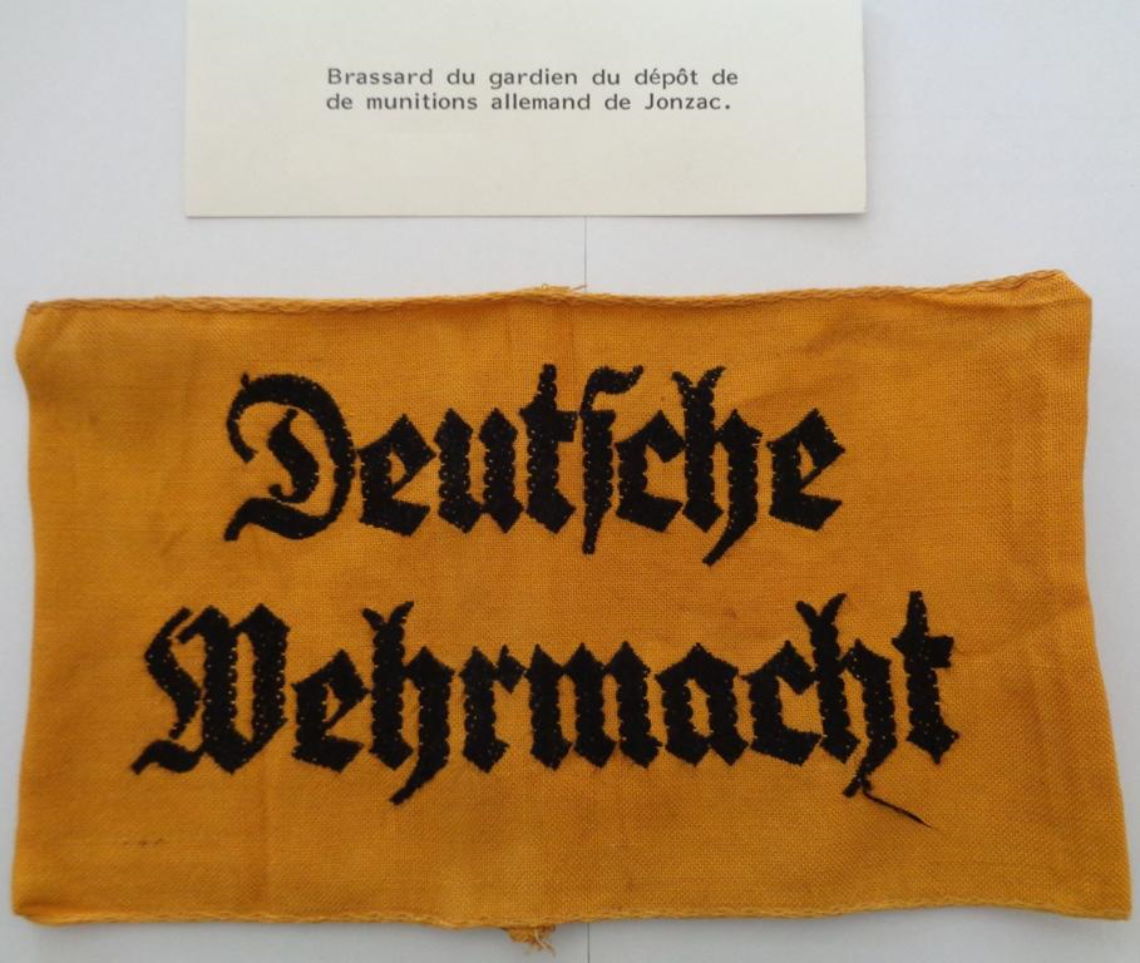 Brassard du gardien du dépôt de
de munitions allemand de Jonzac.
Deutſche
Wehrmacht